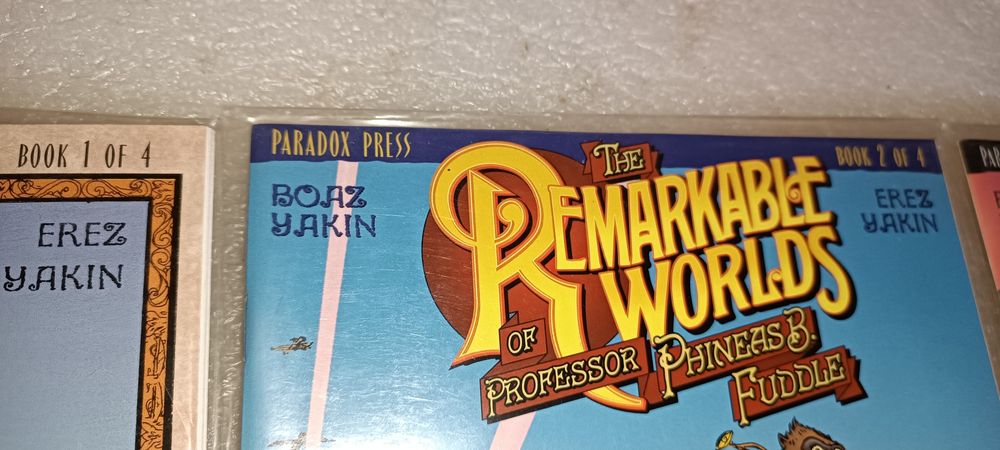 BOOK 1 OF 4
EREZ
YAKIN
PARADOX PRESS
BOOK 2 OF 4
BOAZ
YAKIN
THE
REMARKABLE
WORLDS
OF
PROFESSOR PHINEAS B.
FUDDLE
EREZ
YAKIN
PAR